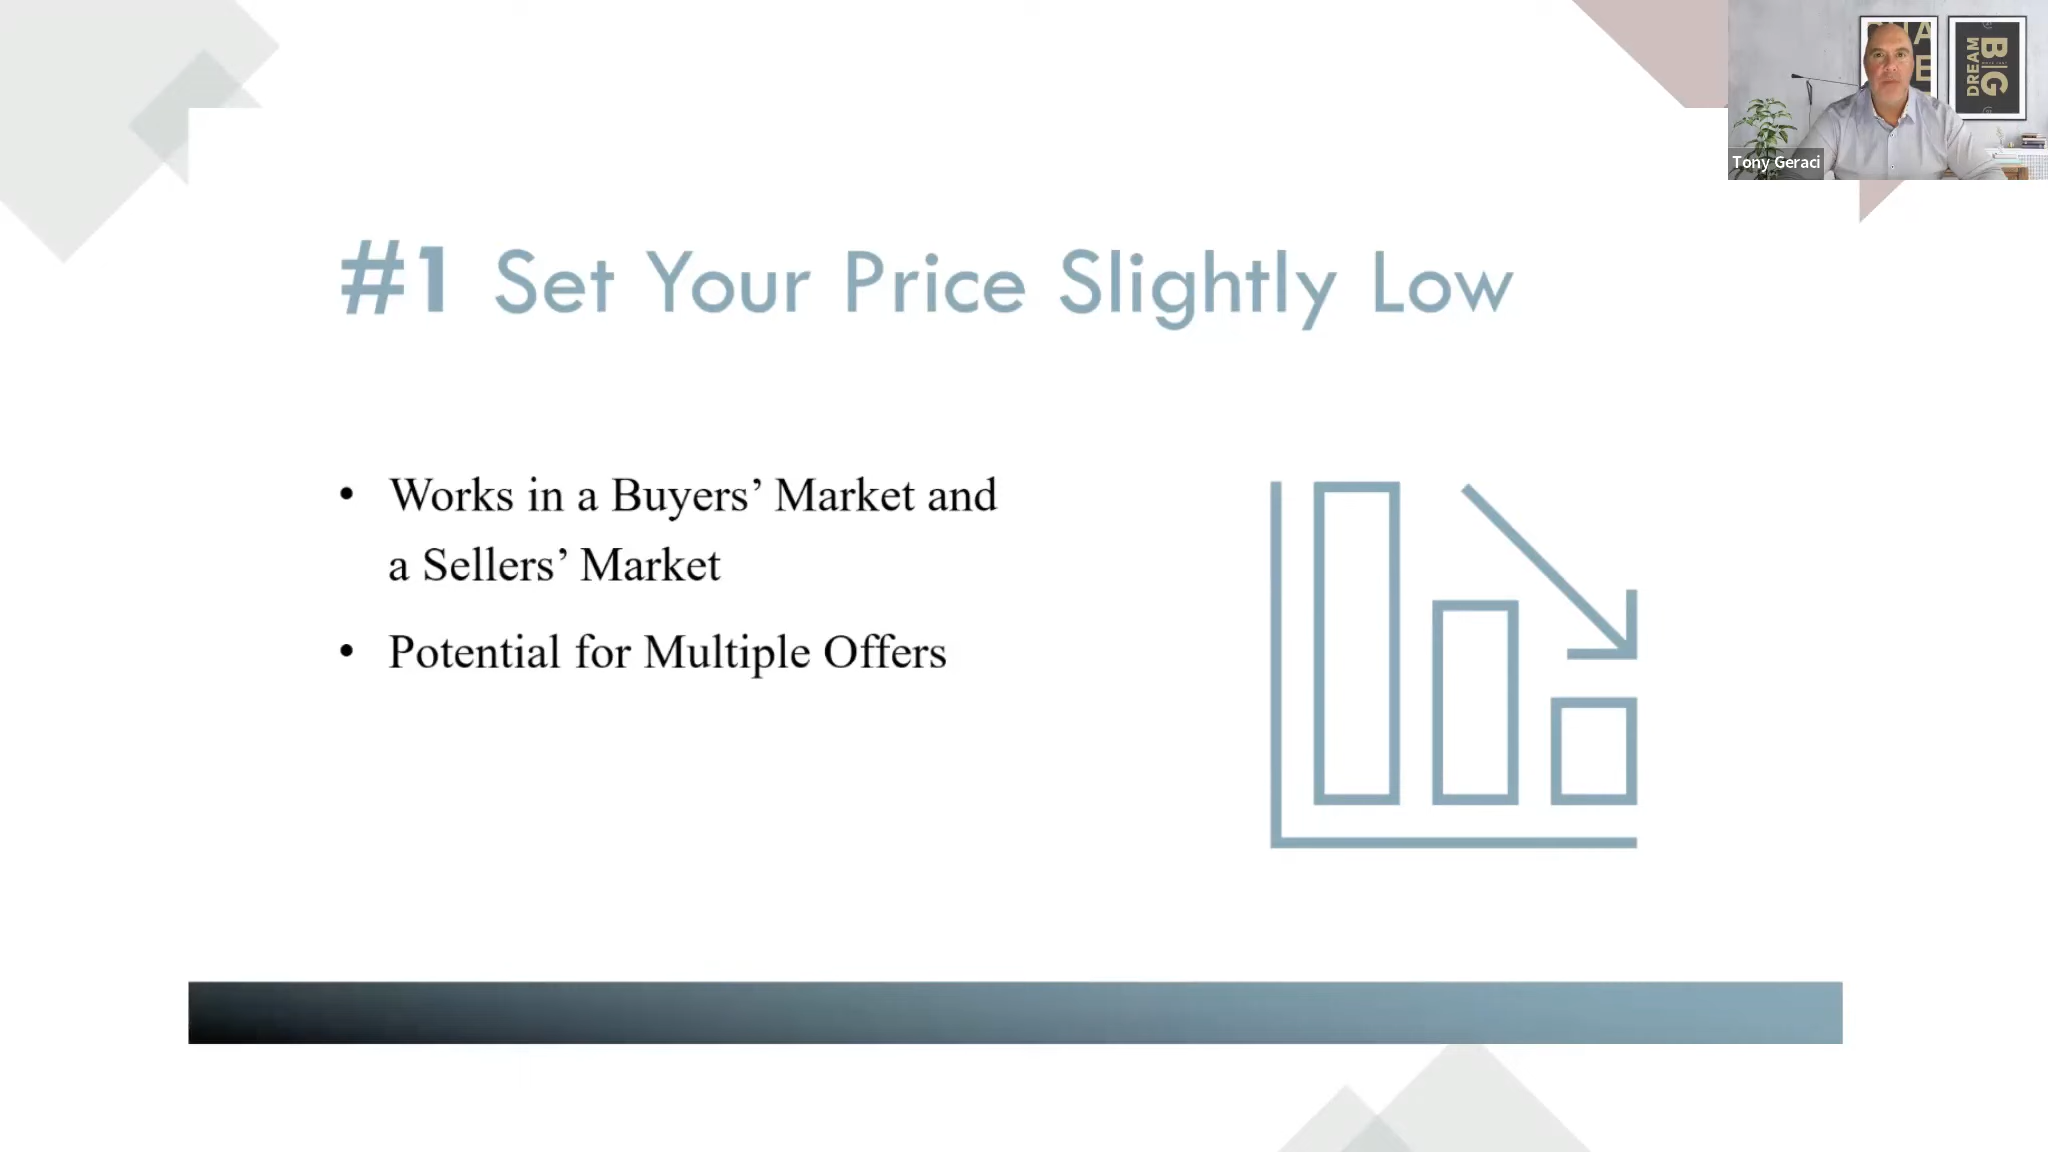 #1 Set Your Price Slightly Low
• Works in a Buyers’ Market and
a Sellers’ Market
• Potential for Multiple Offers
Tony Geraci
DREAM
BIG